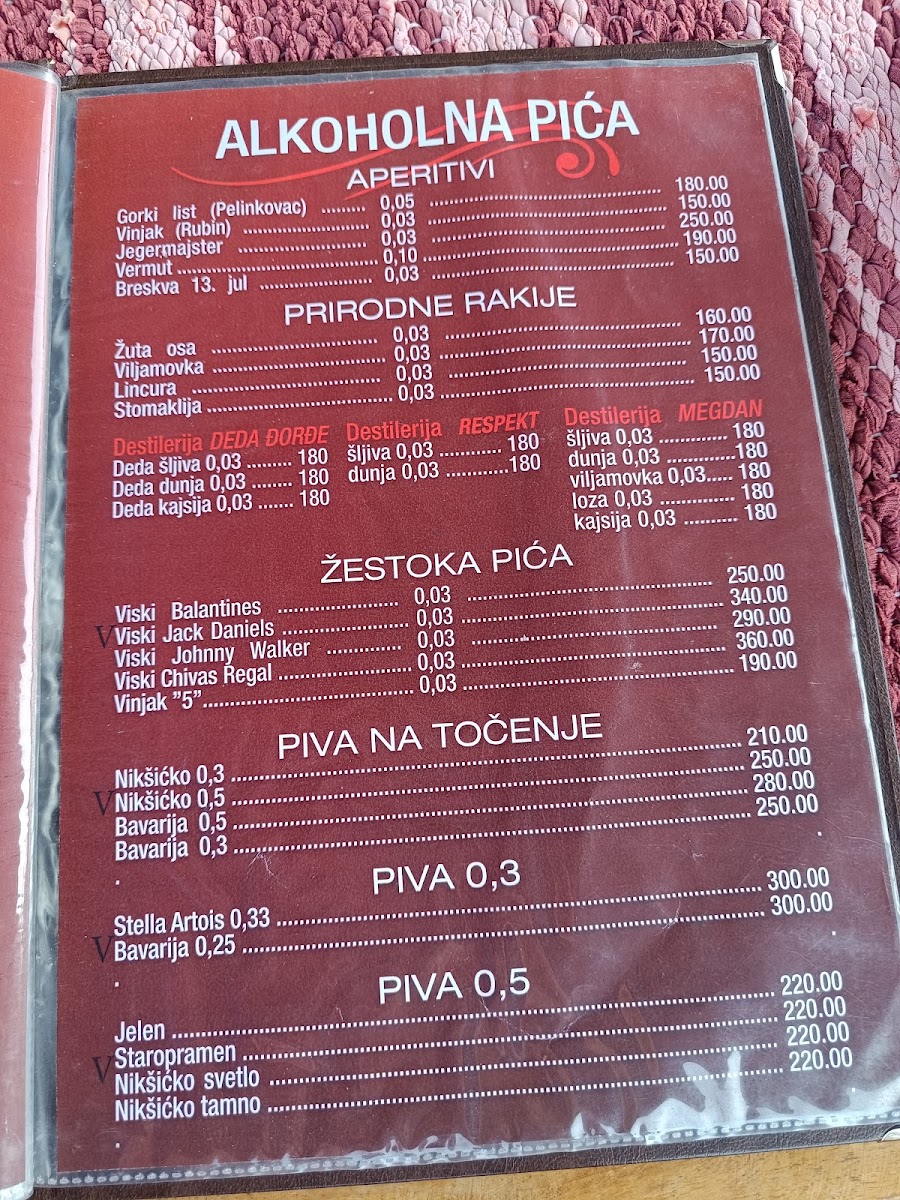 ALKOHOLNA PIĆA
APERITIVI
Gorki list (Pelinkovac) ....... 0,05 ....... 180.00
Vinjak (Rubin) ....... 0,03 ....... 150.00
Jegermajster ....... 0,03 ....... 250.00
Vermut ....... 0,10 ....... 190.00
Breskva 13. jul ....... 0,03 ....... 150.00
PRIRODNE RAKIJE
Žuta osa ....... 0,03 ....... 160.00
Viljamovka ....... 0,03 ....... 170.00
Lincura ....... 0,03 ....... 150.00
Stomaklija ....... 0,03 ....... 150.00
Destilerija DEDA ĐORĐE
Deda šljiva 0,03 ......... 180
Deda dunja 0,03 ........ 180
Deda kajsija 0,03 ....... 180
Destilerija RESPEKT
šljiva 0,03 ............ 180
dunja 0,03 ............ 180
Destilerija MEGDAN
šljiva 0,03 ............. 180
dunja 0,03 ............. 180
viljamovka 0,03..... 180
loza 0,03 .............. 180
kajsija 0,03 .......... 180
ŽESTOKA PIĆA
Viski Balantines ....... 0,03 ....... 250.00
V Viski Jack Daniels ....... 0,03 ....... 340.00
Viski Johnny Walker ....... 0,03 ....... 290.00
Viski Chivas Regal ....... 0,03 ....... 360.00
Vinjak ”5” ....... 0,03 ....... 190.00
PIVA NA TOČENJE
Nikšićko 0,3 ....... 210.00
V Nikšićko 0,5 ....... 250.00
Bavarija 0,5 ....... 280.00
Bavarija 0,3 ....... 250.00
PIVA 0,3
Stella Artois 0,33 ....... 300.00
V Bavarija 0,25 ....... 300.00
PIVA 0,5
Jelen ....... 220.00
Staropramen ....... 220.00
V Nikšićko svetlo ....... 220.00
Nikšićko tamno ....... 220.00